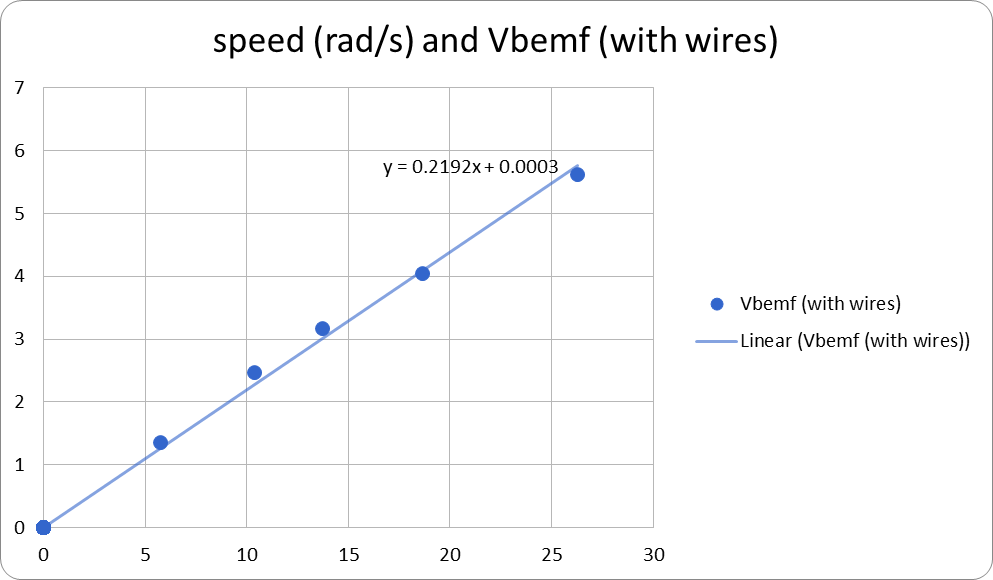 speed (rad/s) and Vbemf (with wires)
7
6
y = 0.2192x + 0.0003
5
4
3
2
1
0
0 5 10 15 20 25 30
Vbemf (with wires)
Linear (Vbemf (with wires))